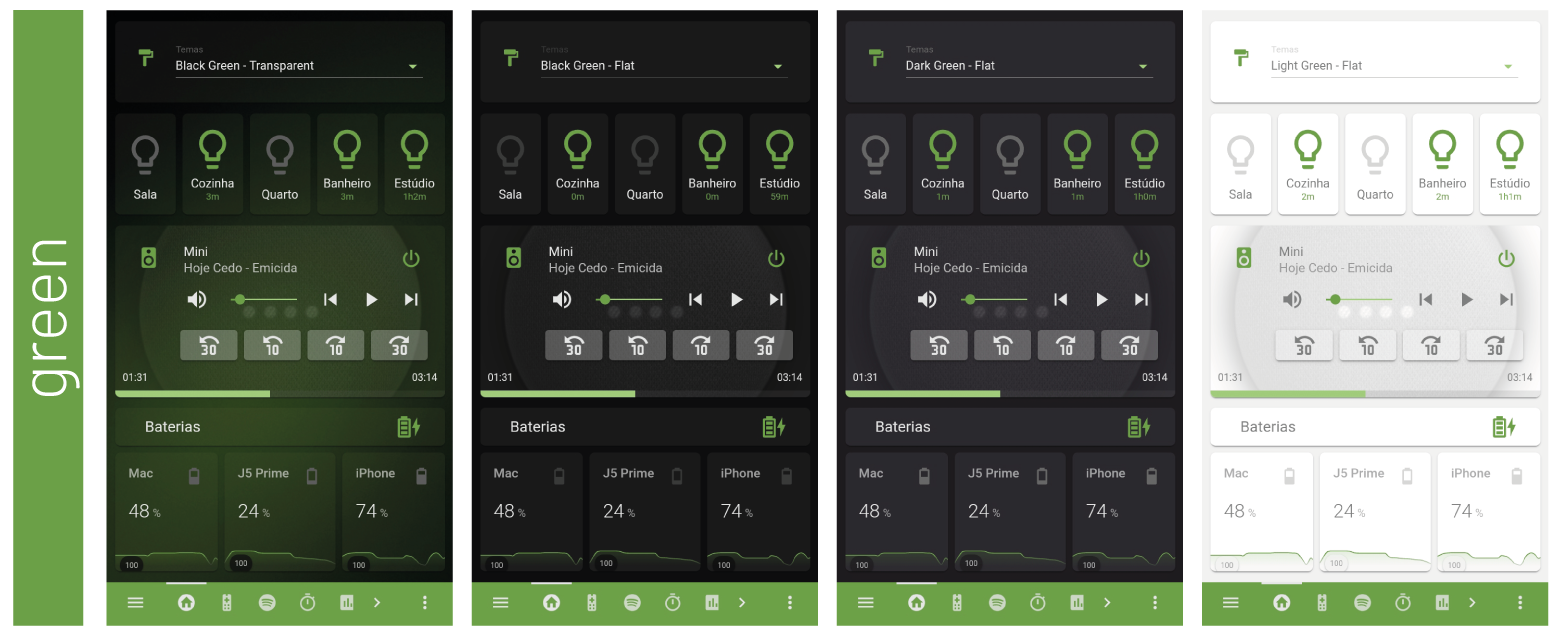 green
Temas
Black Green - Transparent
Sala
Cozinha
3m
Quarto
Banheiro
3m
Estúdio
1h2m
Mini
Hoje Cedo - Emicida
30
10
10
30
01:31
03:14
Baterias
Mac
48 %
100
J5 Prime
24 %
100
iPhone
74 %
100
Temas
Black Green - Flat
Sala
Cozinha
0m
Quarto
Banheiro
0m
Estúdio
59m
Mini
Hoje Cedo - Emicida
30
10
10
30
01:31
03:14
Baterias
Mac
48 %
100
J5 Prime
24 %
100
iPhone
74 %
100
Temas
Dark Green - Flat
Sala
Cozinha
1m
Quarto
Banheiro
1m
Estúdio
1h0m
Mini
Hoje Cedo - Emicida
30
10
10
30
01:31
03:14
Baterias
Mac
48 %
100
J5 Prime
24 %
100
iPhone
74 %
100
Temas
Light Green - Flat
Sala
Cozinha
2m
Quarto
Banheiro
2m
Estúdio
1h1m
Mini
Hoje Cedo - Emicida
30
10
10
30
01:31
03:14
Baterias
Mac
48 %
100
J5 Prime
24 %
100
iPhone
74 %
100